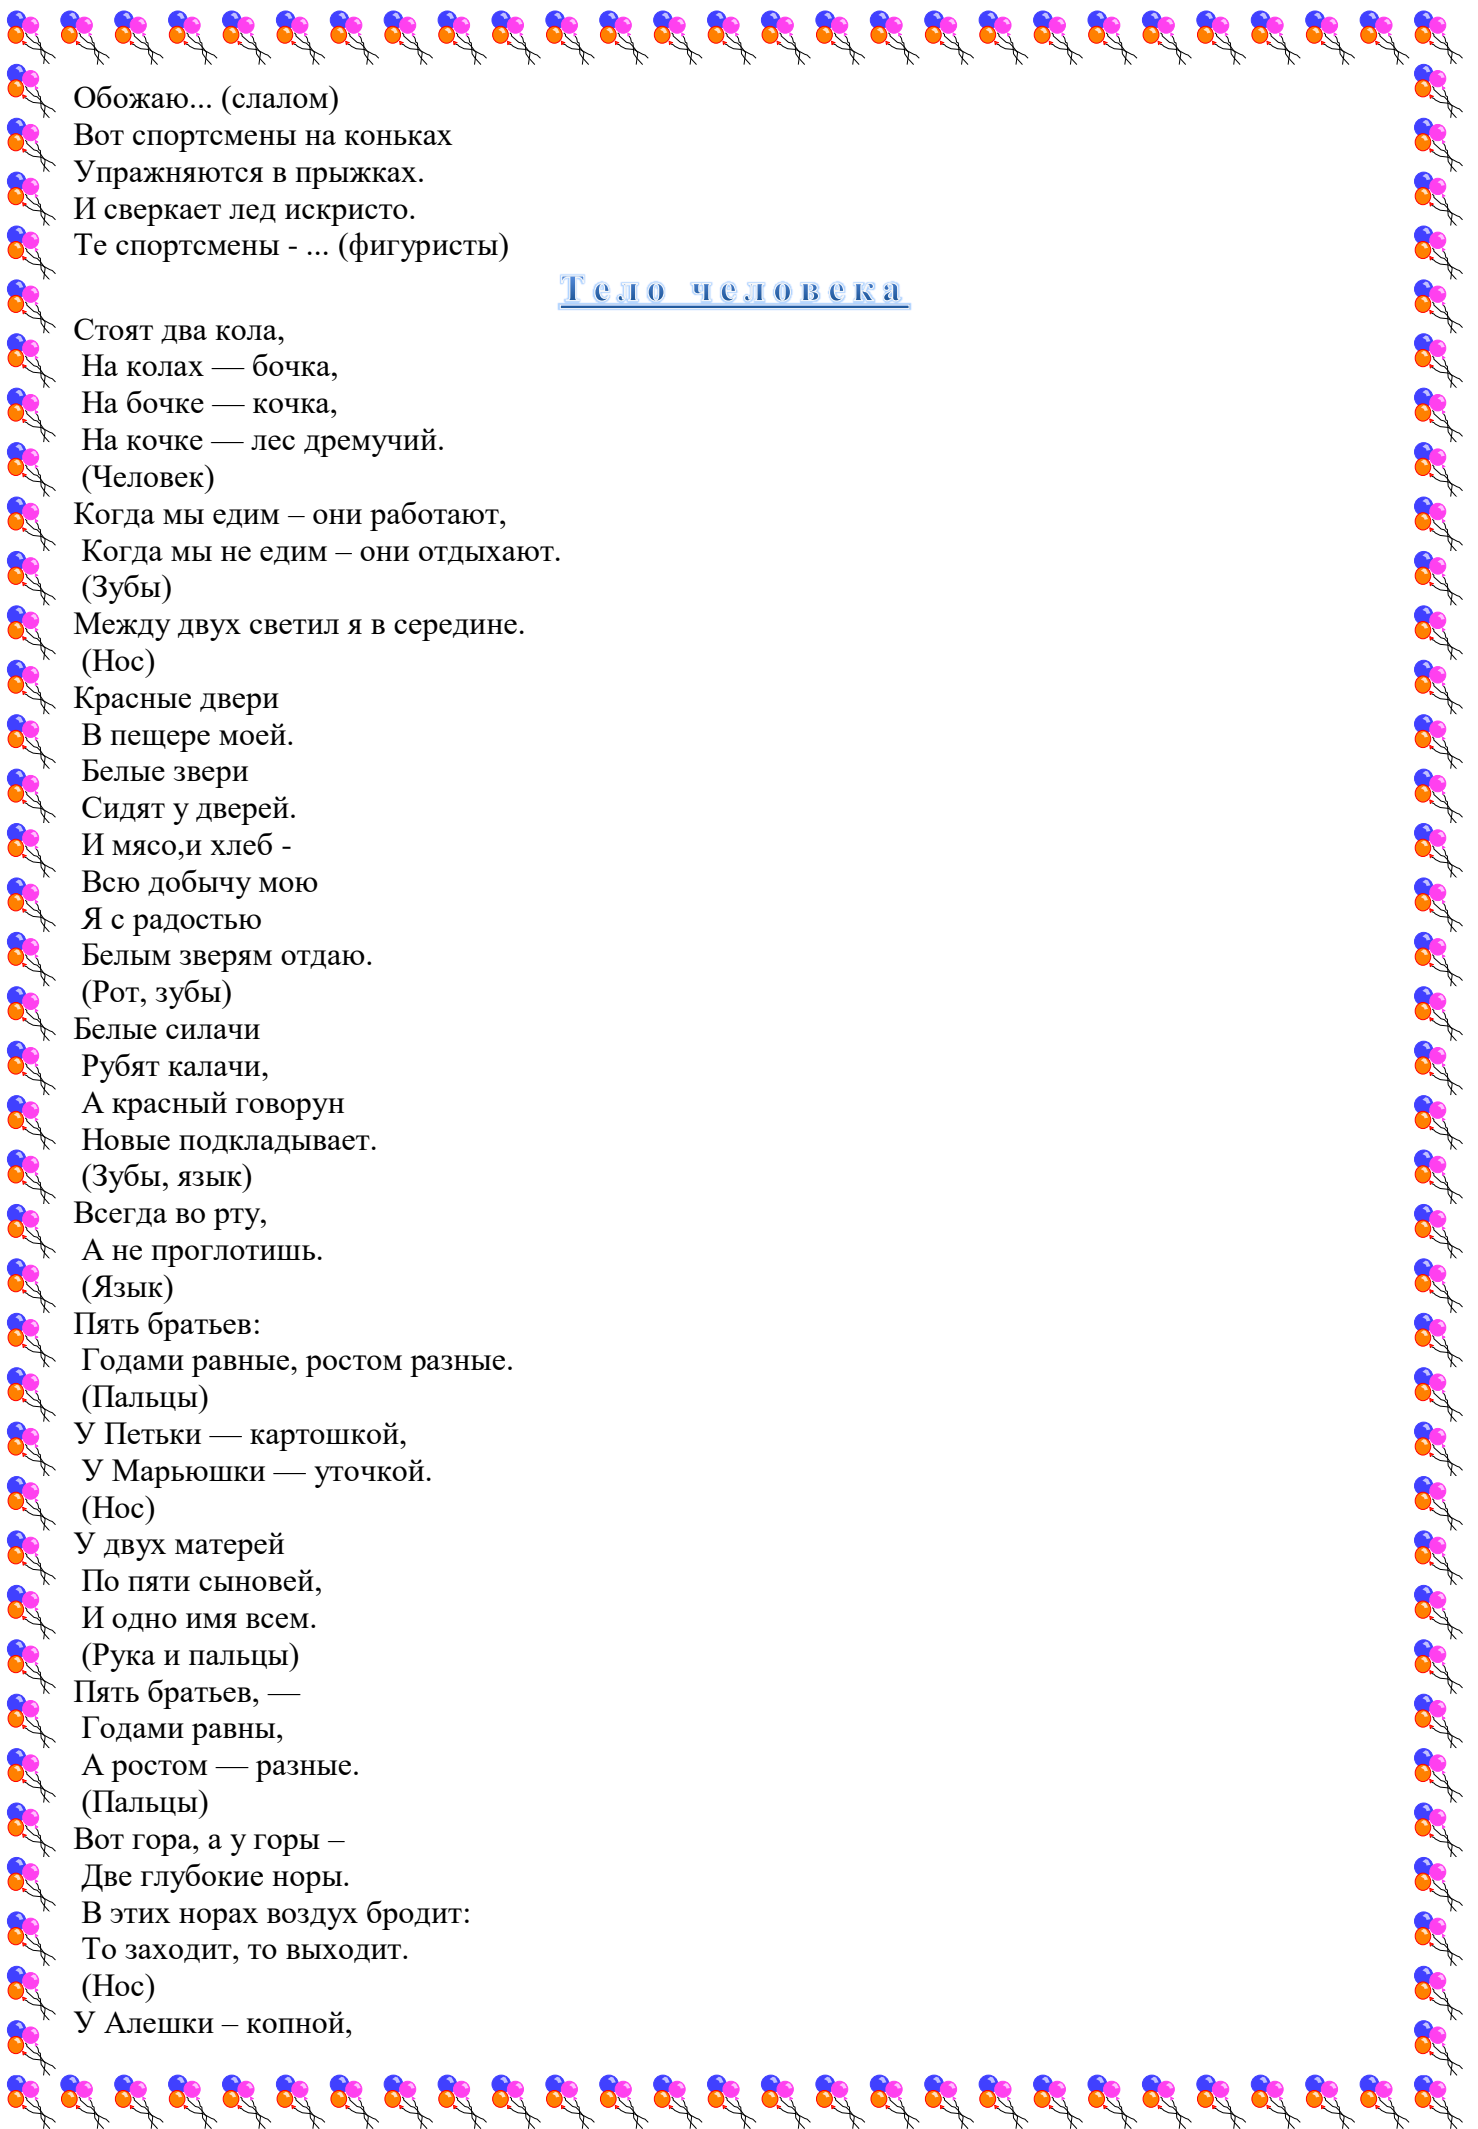 Обожаю... (слалом)
Вот спортсмены на коньках
Упражняются в прыжках.
И сверкает лед искристо.
Те спортсмены - ... (фигуристы)
Тело человека
Стоят два кола,
На колах — бочка,
На бочке — кочка,
На кочке — лес дремучий.
(Человек)
Когда мы едим – они работают,
Когда мы не едим – они отдыхают.
(Зубы)
Между двух светил я в середине.
(Нос)
Красные двери
В пещере моей.
Белые звери
Сидят у дверей.
И мясо,и хлеб -
Всю добычу мою
Я с радостью
Белым зверям отдаю.
(Рот, зубы)
Белые силачи
Рубят калачи,
А красный говорун
Новые подкладывает.
(Зубы, язык)
Всегда во рту,
А не проглотишь.
(Язык)
Пять братьев:
Годами равные, ростом разные.
(Пальцы)
У Петьки — картошкой,
У Марьюшки — уточкой.
(Нос)
У двух матерей
По пяти сыновей,
И одно имя всем.
(Рука и пальцы)
Пять братьев, —
Годами равны,
А ростом — разные.
(Пальцы)
Вот гора, а у горы –
Две глубокие норы.
В этих норах воздух бродит:
То заходит, то выходит.
(Нос)
У Алешки – копной,